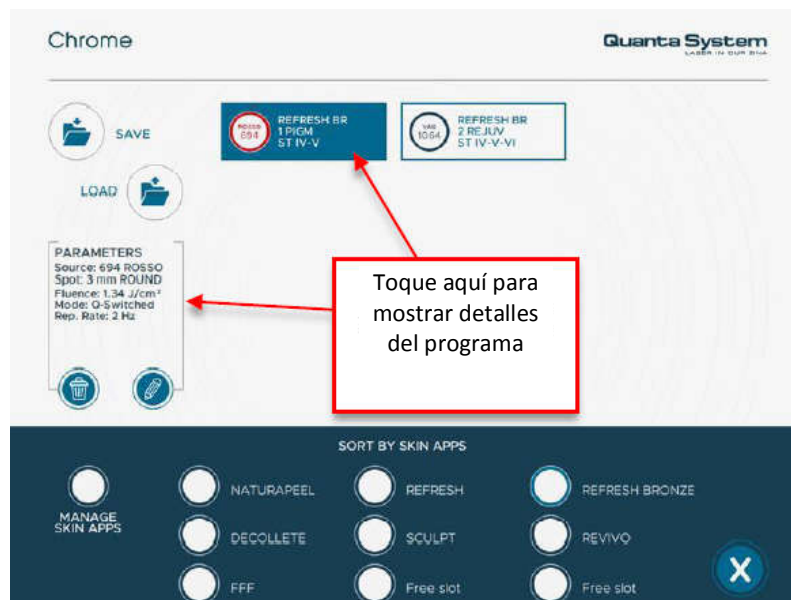 Chrome
Quanta System
LASER IN OUR DNA
SAVE
ROSSO
694
REFRESH BR
1 PIGM
ST IV-V
YAG
1064
REFRESH BR
2 REJUV
ST IV-V-VI
LOAD
PARAMETERS
Source: 694 ROSSO
Spot: 3 mm ROUND
Fluence: 1.34 J/cm²
Mode: Q-Switched
Rep. Rate: 2 Hz
Toque aquí para
mostrar detalles
del programa
SORT BY SKIN APPS
MANAGE
SKIN APPS
NATURAPEEL
REFRESH
REFRESH BRONZE
DECOLLETE
SCULPT
REVIVO
FFF
Free slot
Free slot
X